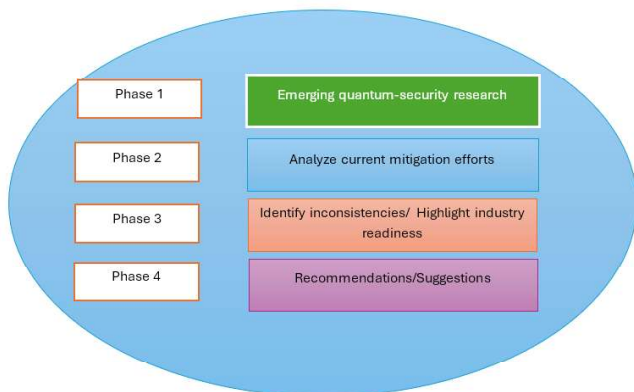 Phase 1
Emerging quantum-security research
Phase 2
Analyze current mitigation efforts
Phase 3
Identify inconsistencies/ Highlight industry
readiness
Phase 4
Recommendations/Suggestions